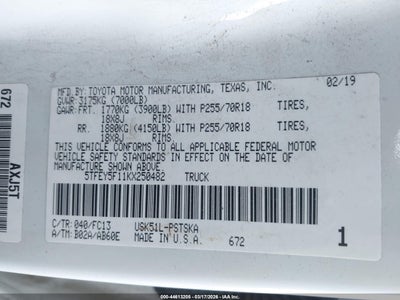 MFD.BY:TOYOTA MOTOR MANUFACTURING, TEXAS, INC. 02/19
GVWR:3175KG (7000LB)
GAWR:FRT. 1770KG (3900LB) WITH P255/70R18 TIRES,
18X8J RIMS.
RR. 1880KG (4150LB) WITH P255/70R18 TIRES,
18X8J RIMS.
THIS VEHICLE CONFORMS TO ALL APPLICABLE FEDERAL MOTOR
VEHICLE SAFETY STANDARDS IN EFFECT ON THE DATE OF
MANUFACTURE SHOWN ABOVE.
5TFEY5F11KX250482 TRUCK
C/TR: 040/FC13 USK51L-PSTSKA
A/TM: B02A/AB60E MADE IN U.S.A. 672 1
672
AXJ5T
000-44613205 - 03/17/2026 - © COPYRIGHT IAA